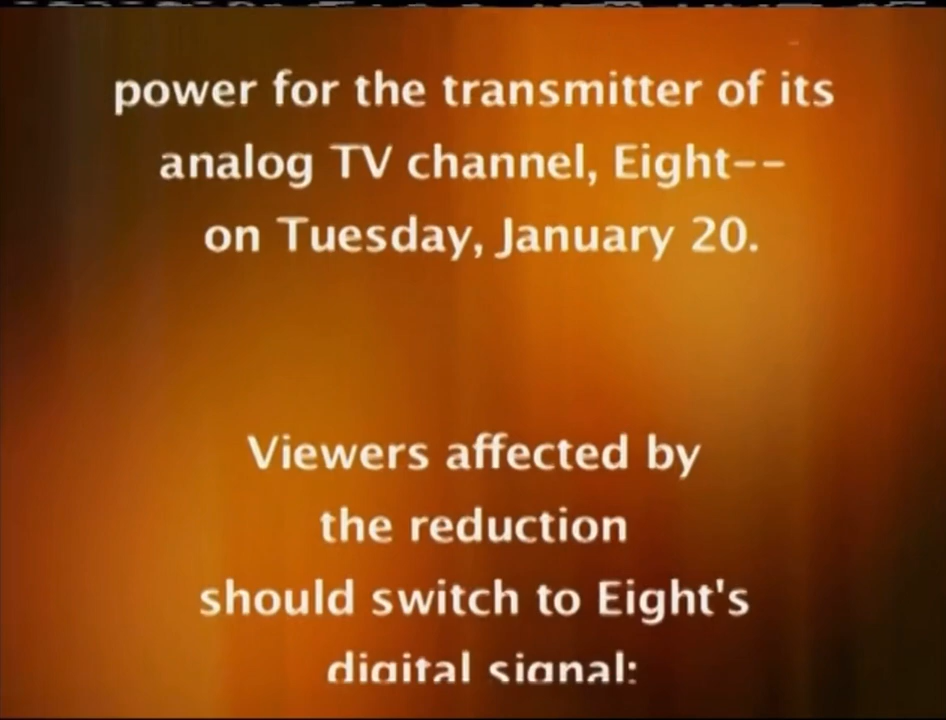 power for the transmitter of its
analog TV channel, Eight--
on Tuesday, January 20.
Viewers affected by
the reduction
should switch to Eight's
digital signal: